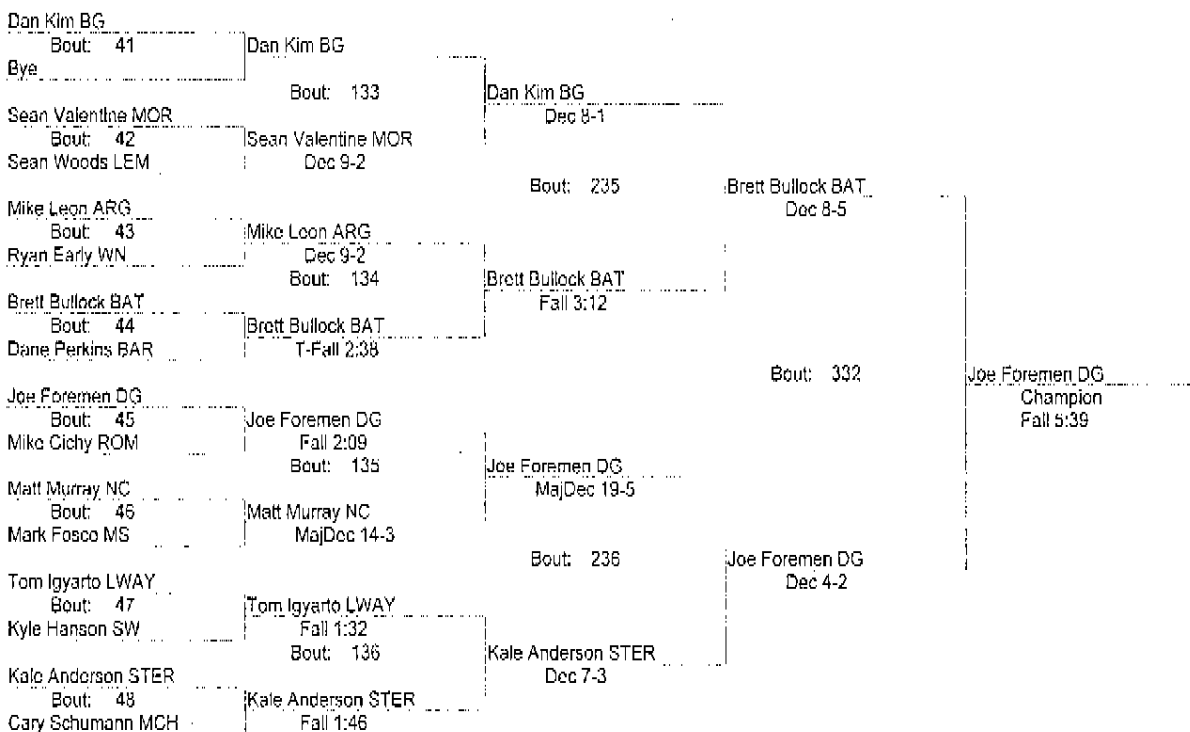 Dan Kim BG
Bout: 41
Dan Kim BG
Bye
Bout: 133
Dan Kim BG
Dec 8-1
Sean Valentine MOR
Bout: 42
Sean Valentine MOR
Sean Woods LEM
Dec 9-2
Bout: 235
Brett Bullock BAT
Dec 8-5
Mike Leon ARG
Bout: 43
Mike Leon ARG
Ryan Early WN
Dec 9-2
Bout: 134
Brett Bullock BAT
Fall 3:12
Brett Bullock BAT
Bout: 44
Brett Bullock BAT
Dane Perkins BAR
T-Fall 2:38
Bout: 332
Joe Foremen DG
Champion
Fall 5:39
Joe Foremen DG
Bout: 45
Joe Foremen DG
Mike Cichy ROM
Fall 2:09
Bout: 135
Joe Foremen DG
MajDec 19-5
Matt Murray NC
Bout: 46
Matt Murray NC
Mark Fosco MS
MajDec 14-3
Bout: 236
Joe Foremen DG
Dec 4-2
Tom Igyarto LWAY
Bout: 47
Tom Igyarto LWAY
Kyle Hanson SW
Fall 1:32
Bout: 136
Kale Anderson STER
Dec 7-3
Kale Anderson STER
Bout: 48
Kale Anderson STER
Cary Schumann MCH
Fall 1:46